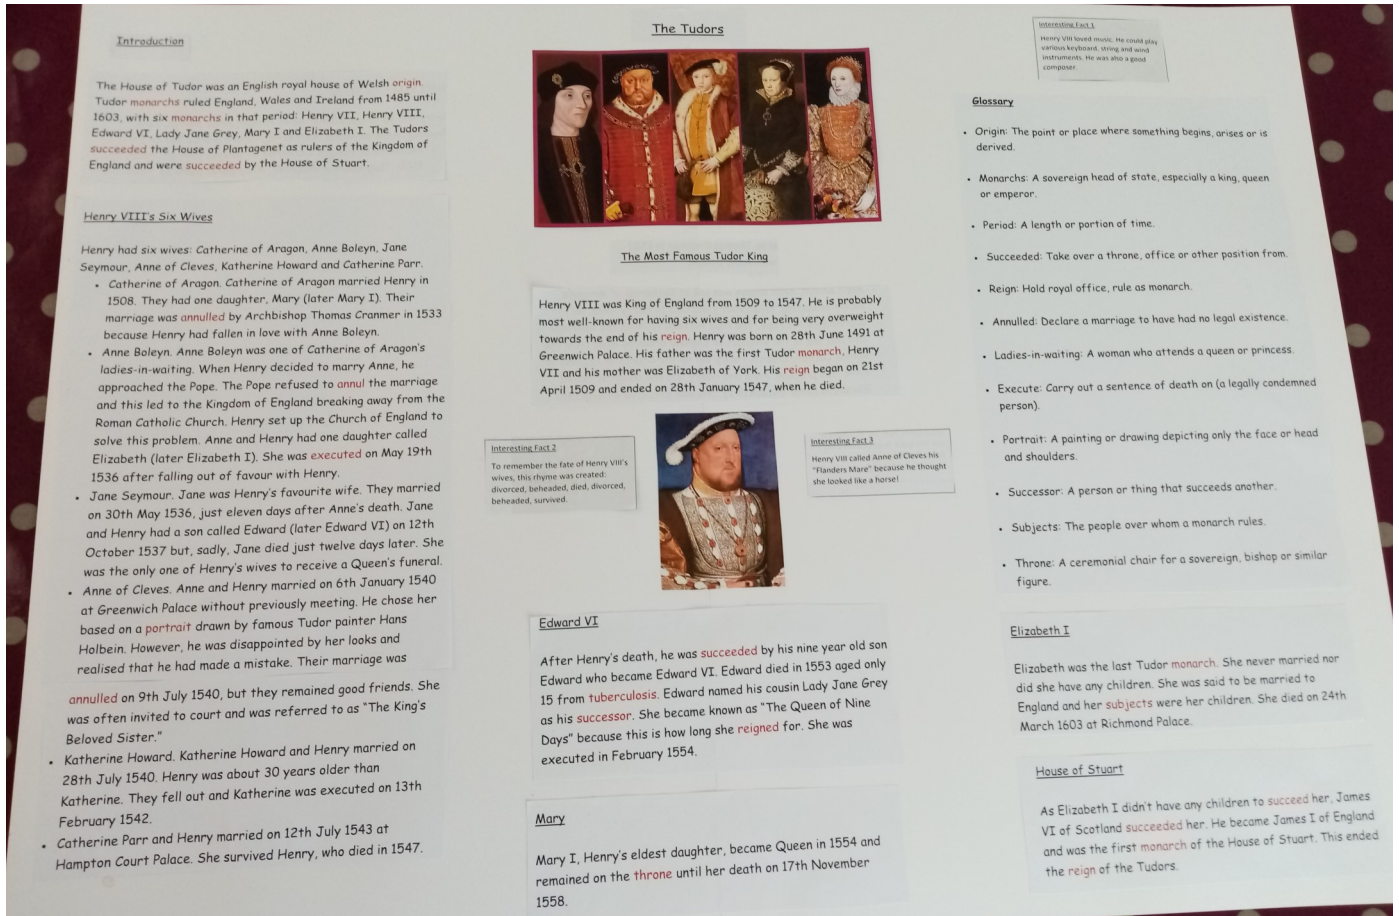 Introduction
The House of Tudor was an English royal house of Welsh origin.
Tudor monarchs ruled England, Wales and Ireland from 1485 until
1603, with six monarchs in that period: Henry VII, Henry VIII,
Edward VI, Lady Jane Grey, Mary I and Elizabeth I. The Tudors
succeeded the House of Plantagenet as rulers of the Kingdom of
England and were succeeded by the House of Stuart.
Henry VIII's Six Wives
Henry had six wives: Catherine of Aragon, Anne Boleyn, Jane
Seymour, Anne of Cleves, Katherine Howard and Catherine Parr.
• Catherine of Aragon. Catherine of Aragon married Henry in
1508. They had one daughter, Mary (later Mary I). Their
marriage was annulled by Archbishop Thomas Cranmer in 1533
because Henry had fallen in love with Anne Boleyn.
• Anne Boleyn. Anne Boleyn was one of Catherine of Aragon's
ladies-in-waiting. When Henry decided to marry Anne, he
approached the Pope. The Pope refused to annul the marriage
and this led to the Kingdom of England breaking away from the
Roman Catholic Church. Henry set up the Church of England to
solve this problem. Anne and Henry had one daughter called
Elizabeth (later Elizabeth I). She was executed on May 19th
1536 after falling out of favour with Henry.
• Jane Seymour. Jane was Henry's favourite wife. They married
on 30th May 1536, just eleven days after Anne's death. Jane
and Henry had a son called Edward (later Edward VI) on 12th
October 1537 but, sadly, Jane died just twelve days later. She
was the only one of Henry's wives to receive a Queen's funeral.
• Anne of Cleves. Anne and Henry married on 6th January 1540
at Greenwich Palace without previously meeting. He chose her
based on a portrait drawn by famous Tudor painter Hans
Holbein. However, he was disappointed by her looks and
realised that he had made a mistake. Their marriage was
annulled on 9th July 1540, but they remained good friends. She
was often invited to court and was referred to as "The King's
Beloved Sister."
• Katherine Howard. Katherine Howard and Henry married on
28th July 1540. Henry was about 30 years older than
Katherine. They fell out and Katherine was executed on 13th
February 1542.
• Catherine Parr and Henry married on 12th July 1543 at
Hampton Court Palace. She survived Henry, who died in 1547.
The Tudors
The Most Famous Tudor King
Henry VIII was King of England from 1509 to 1547. He is probably
most well-known for having six wives and for being very overweight
towards the end of his reign. Henry was born on 28th June 1491 at
Greenwich Palace. His father was the first Tudor monarch, Henry
VII and his mother was Elizabeth of York. His reign began on 21st
April 1509 and ended on 28th January 1547, when he died.
Interesting Fact 2
To remember the fate of Henry VIII's
wives, this rhyme was created:
divorced, beheaded, died, divorced,
beheaded, survived.
Interesting Fact 3
Henry VIII called Anne of Cleves his
"Flanders Mare" because he thought
she looked like a horse!
Edward VI
After Henry's death, he was succeeded by his nine year old son
Edward who became Edward VI. Edward died in 1553 aged only
15 from tuberculosis. Edward named his cousin Lady Jane Grey
as his successor. She became known as "The Queen of Nine
Days" because this is how long she reigned for. She was
executed in February 1554.
Mary
Mary I, Henry's eldest daughter, became Queen in 1554 and
remained on the throne until her death on 17th November
1558.
Interesting Fact 1
Henry VIII loved music. He could play
various keyboard, string and wind
instruments. He was also a good
composer.
Glossary
• Origin: The point or place where something begins, arises or is
derived.
• Monarchs: A sovereign head of state, especially a king, queen
or emperor.
• Period: A length or portion of time.
• Succeeded: Take over a throne, office or other position from.
• Reign: Hold royal office, rule as monarch.
• Annulled: Declare a marriage to have had no legal existence.
• Ladies-in-waiting: A woman who attends a queen or princess.
• Execute: Carry out a sentence of death on (a legally condemned
person).
• Portrait: A painting or drawing depicting only the face or head
and shoulders.
• Successor: A person or thing that succeeds another.
• Subjects: The people over whom a monarch rules.
• Throne: A ceremonial chair for a sovereign, bishop or similar
figure.
Elizabeth I
Elizabeth was the last Tudor monarch. She never married nor
did she have any children. She was said to be married to
England and her subjects were her children. She died on 24th
March 1603 at Richmond Palace.
House of Stuart
As Elizabeth I didn't have any children to succeed her, James
VI of Scotland succeeded her. He became James I of England
and was the first monarch of the House of Stuart. This ended
the reign of the Tudors.